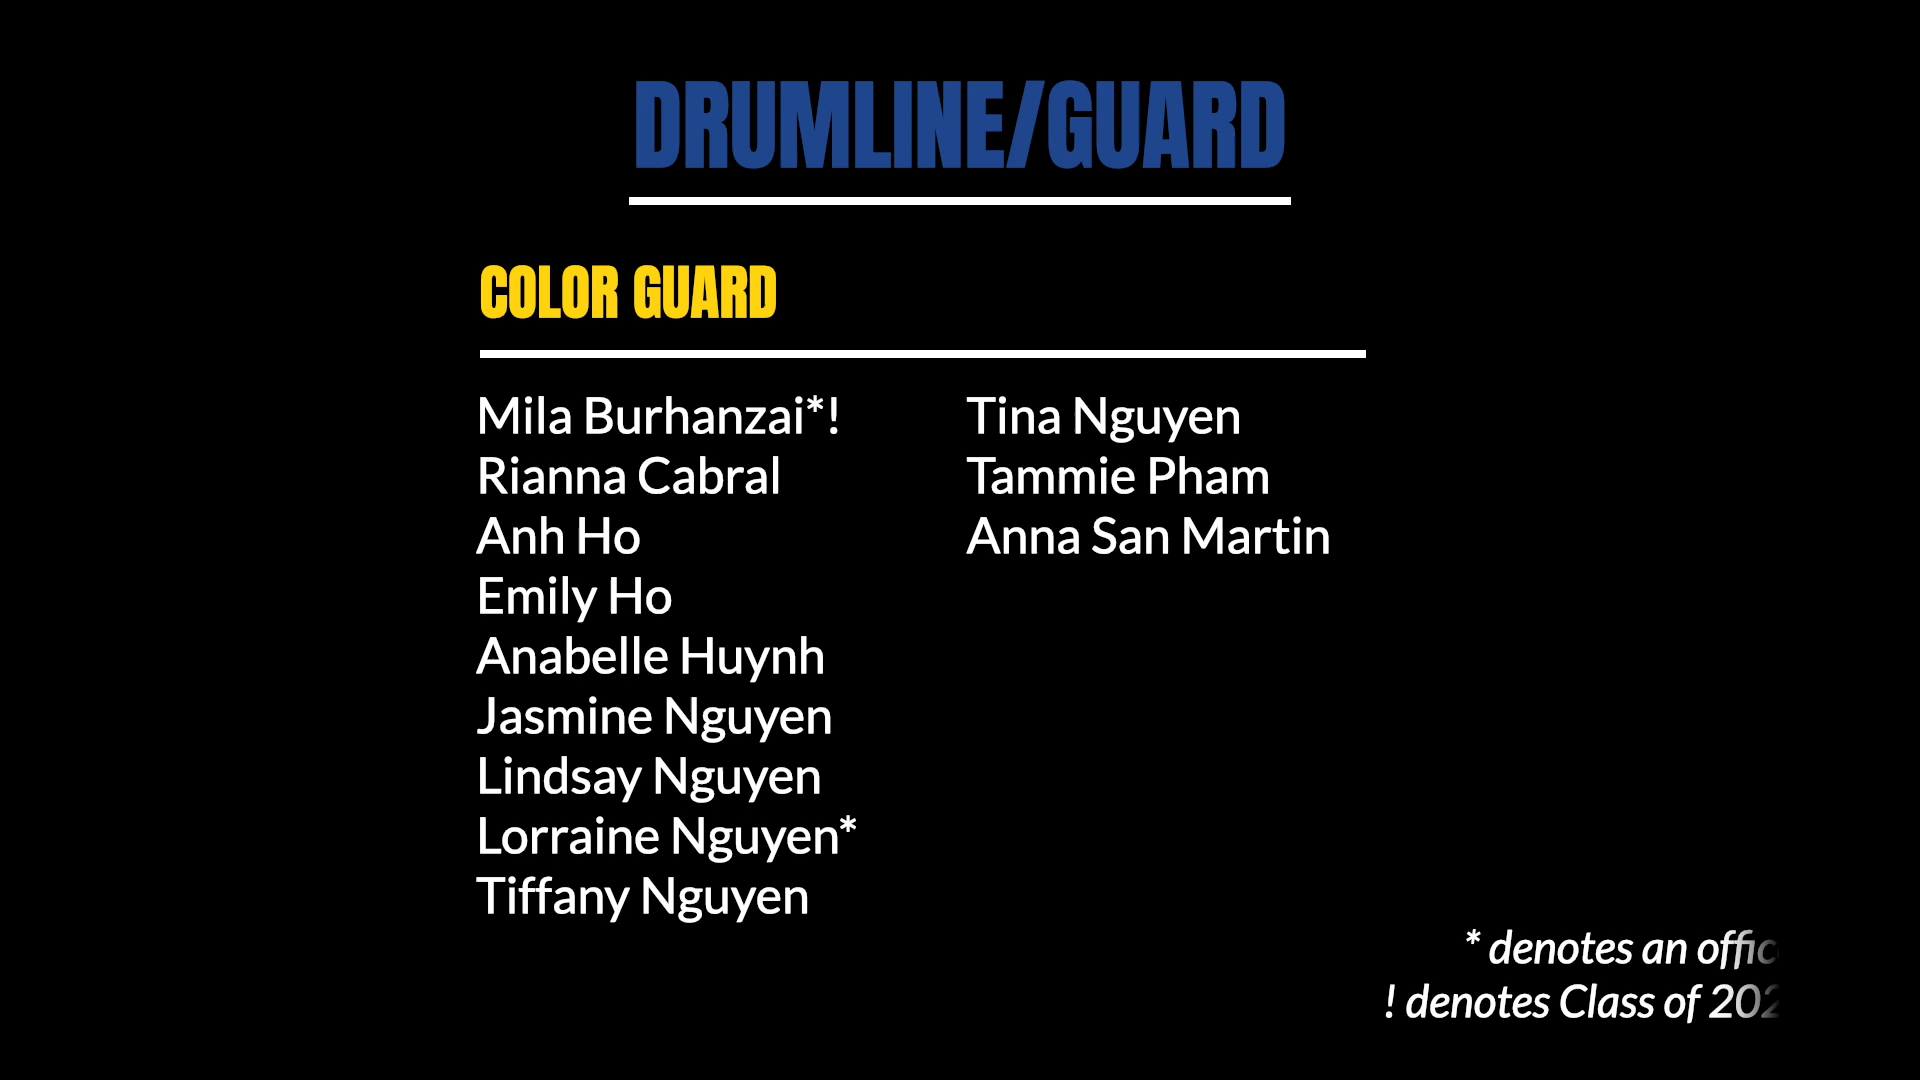 DRUMLINE/GUARD
COLOR GUARD
Mila Burhanzai*!
Rianna Cabral
Anh Ho
Emily Ho
Anabelle Huynh
Jasmine Nguyen
Lindsay Nguyen
Lorraine Nguyen*
Tiffany Nguyen
Tina Nguyen
Tammie Pham
Anna San Martin
* denotes an
! denotes Class of